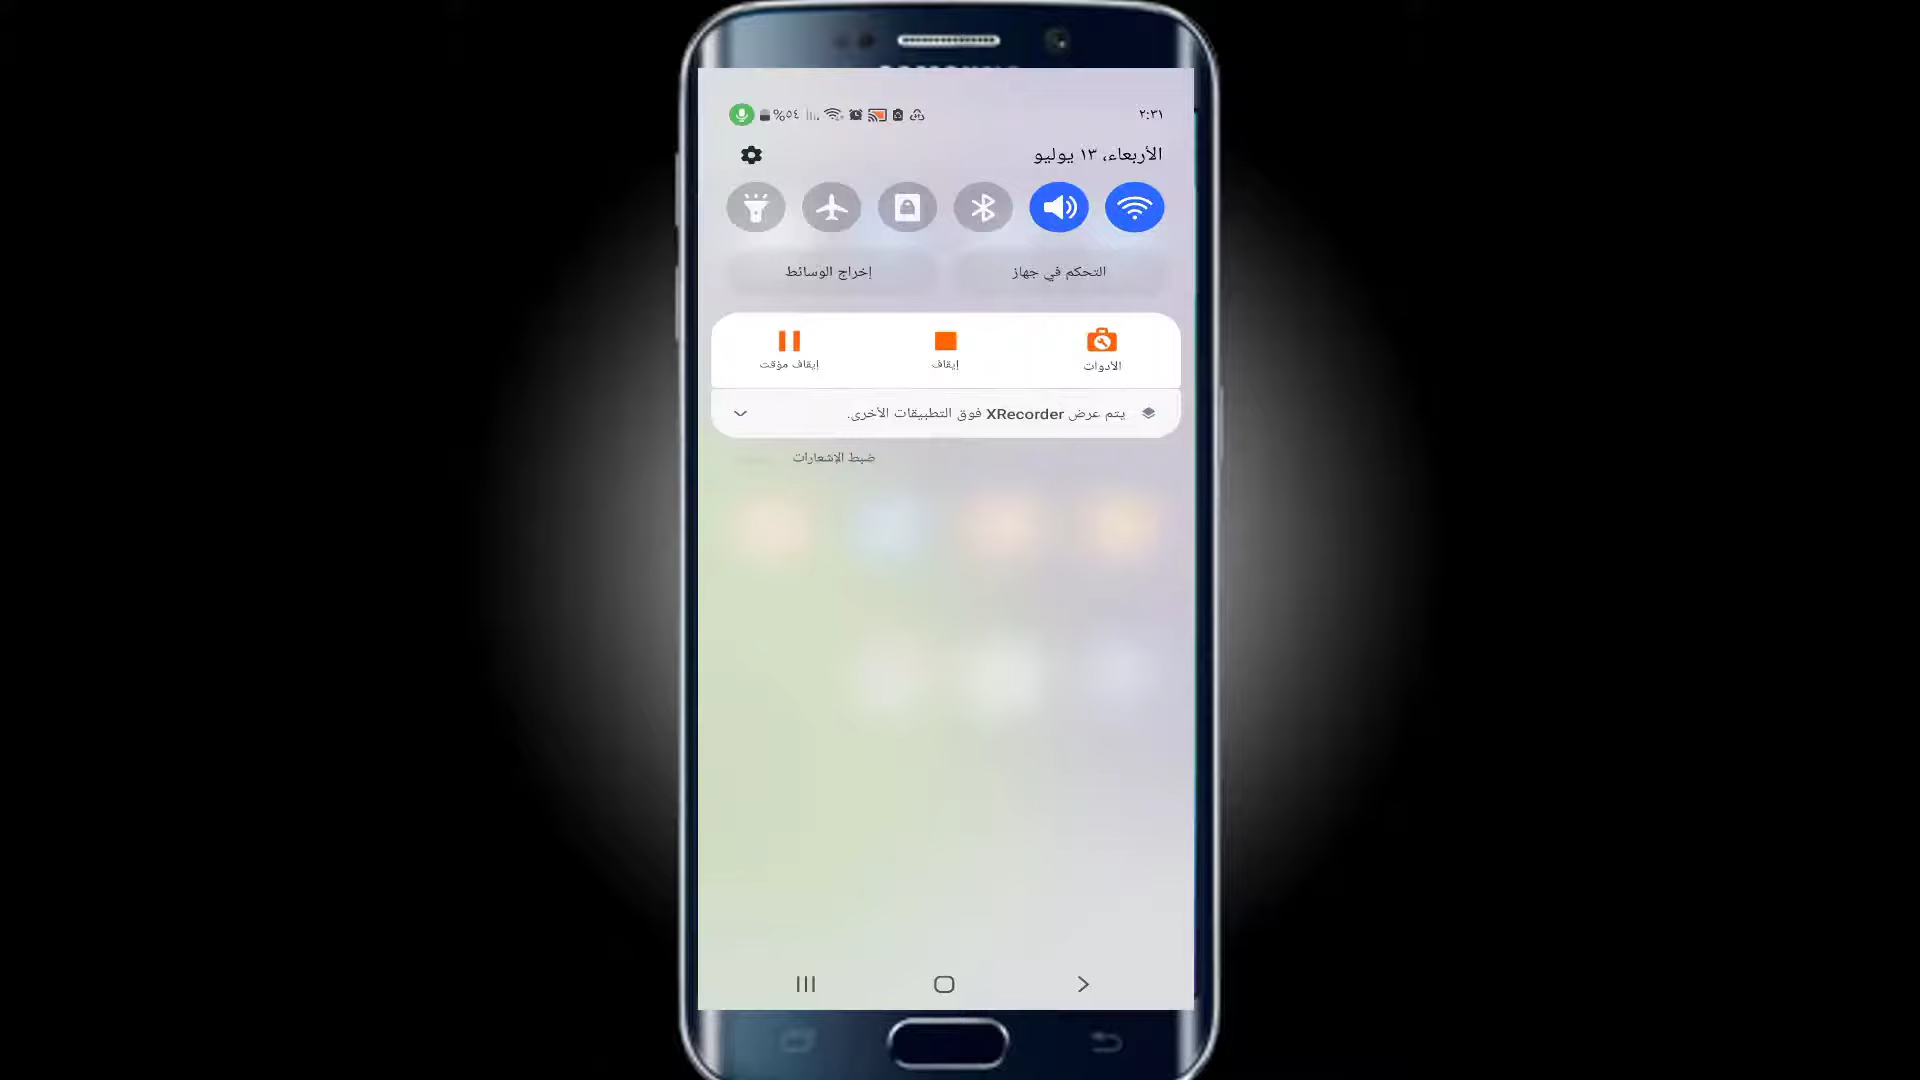 ٢:٣١ %٥٤
الأربعاء، ١٣ يوليو
التحكم في جهاز إخراج الوسائط
الأدوات إيقاف إيقاف مؤقت
يتم عرض XRecorder فوق التطبيقات الأخرى.
ضبط الإشعارات